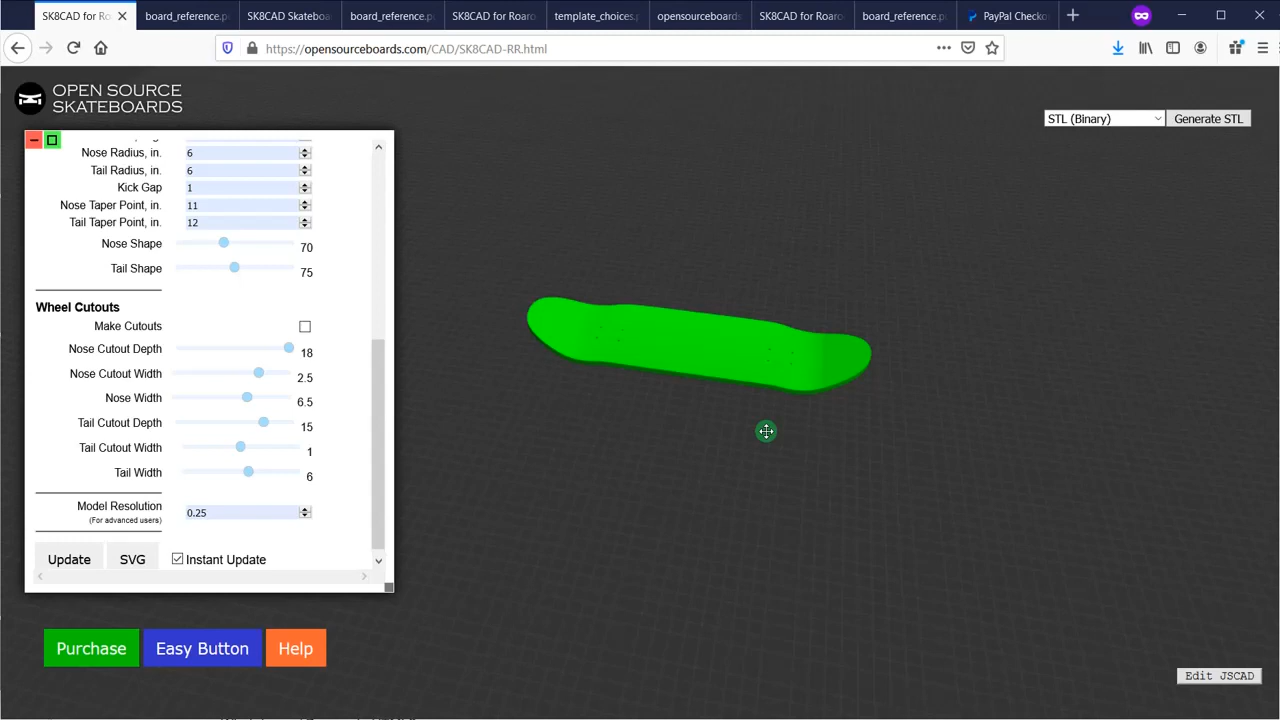 SK8CAD for Ro
board_reference.p
SK8CAD Skateboa
board_reference.p
SK8CAD for Roaro
template_choices.p
opensourceboards
SK8CAD for Roaro
board_reference.p
PayPal Checkou
https://opensourceboards.com/CAD/SK8CAD-RR.html
OPEN SOURCE
SKATEBOARDS
STL (Binary)
Generate STL
Nose Radius, in. 6
Tail Radius, in. 6
Kick Gap 1
Nose Taper Point, in. 11
Tail Taper Point, in. 12
Nose Shape 70
Tail Shape 75
Wheel Cutouts
Make Cutouts
Nose Cutout Depth 18
Nose Cutout Width 2.5
Nose Width 6.5
Tail Cutout Depth 15
Tail Cutout Width 1
Tail Width 6
Model Resolution 0.25
(For advanced users)
Update SVG Instant Update
Purchase Easy Button Help
Edit JSCAD